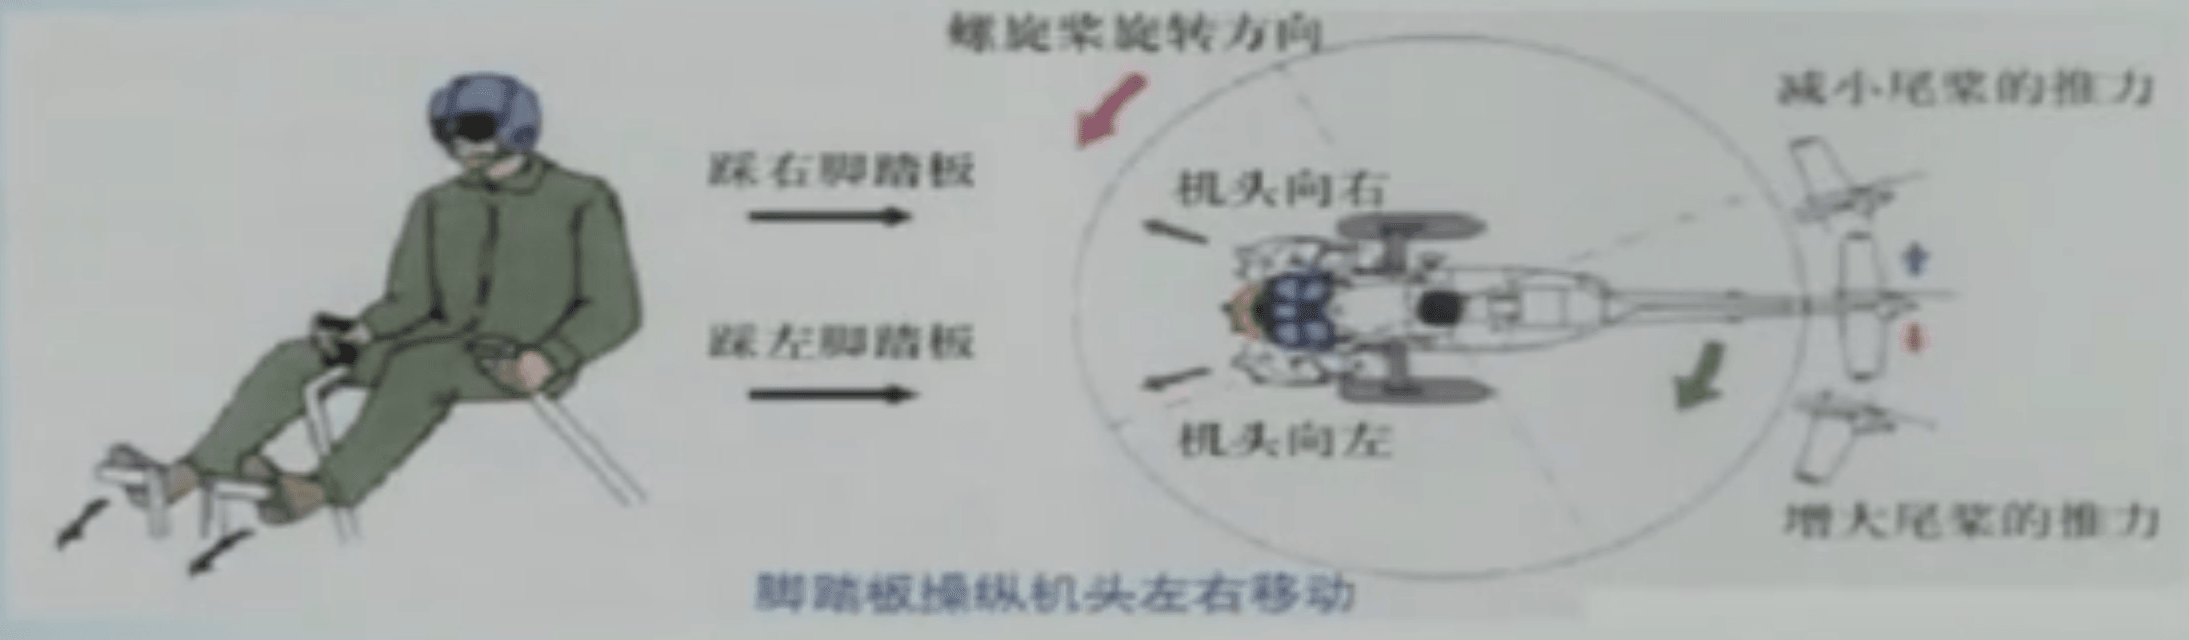 螺旋桨旋转方向
减小尾桨的推力
踩右脚踏板
机头向右
踩左脚踏板
机头向左
增大尾桨的推力
脚踏板操纵机头左右移动